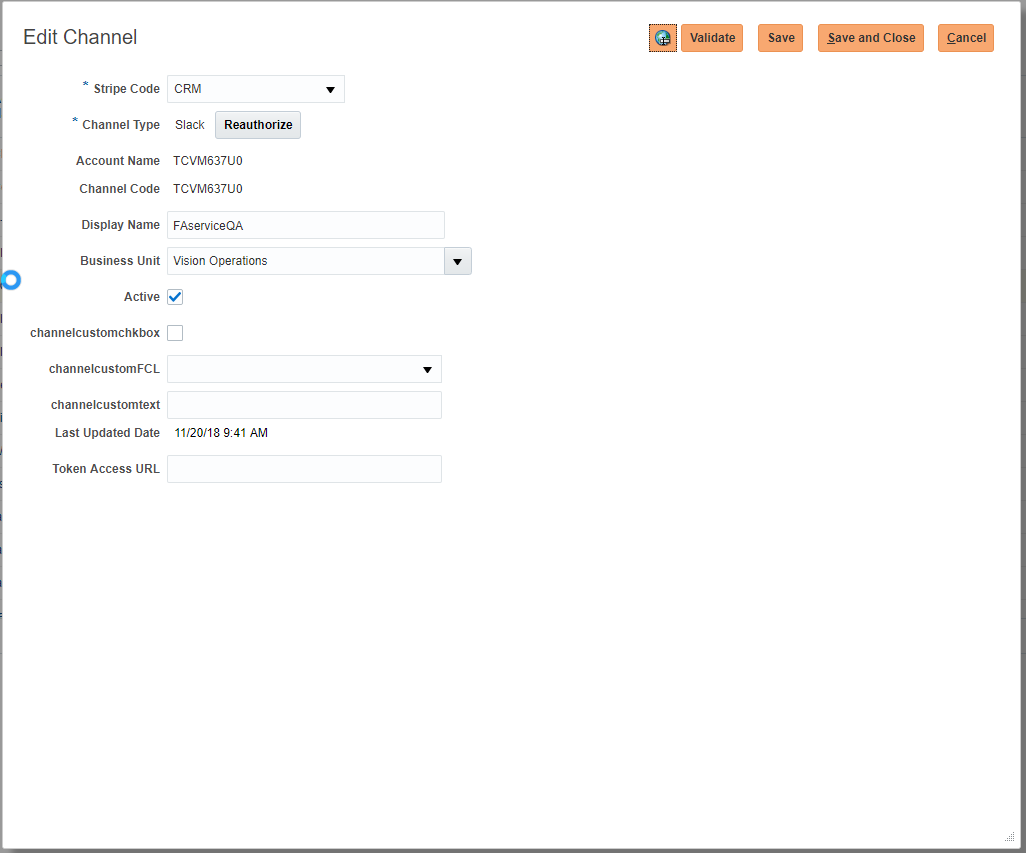 Edit Channel
Validate Save Save and Close Cancel
* Stripe Code CRM
* Channel Type Slack Reauthorize
Account Name TCVM637U0
Channel Code TCVM637U0
Display Name FAserviceQA
Business Unit Vision Operations
Active
channelcustomchkbox
channelcustomFCL
channelcustomtext
Last Updated Date 11/20/18 9:41 AM
Token Access URL